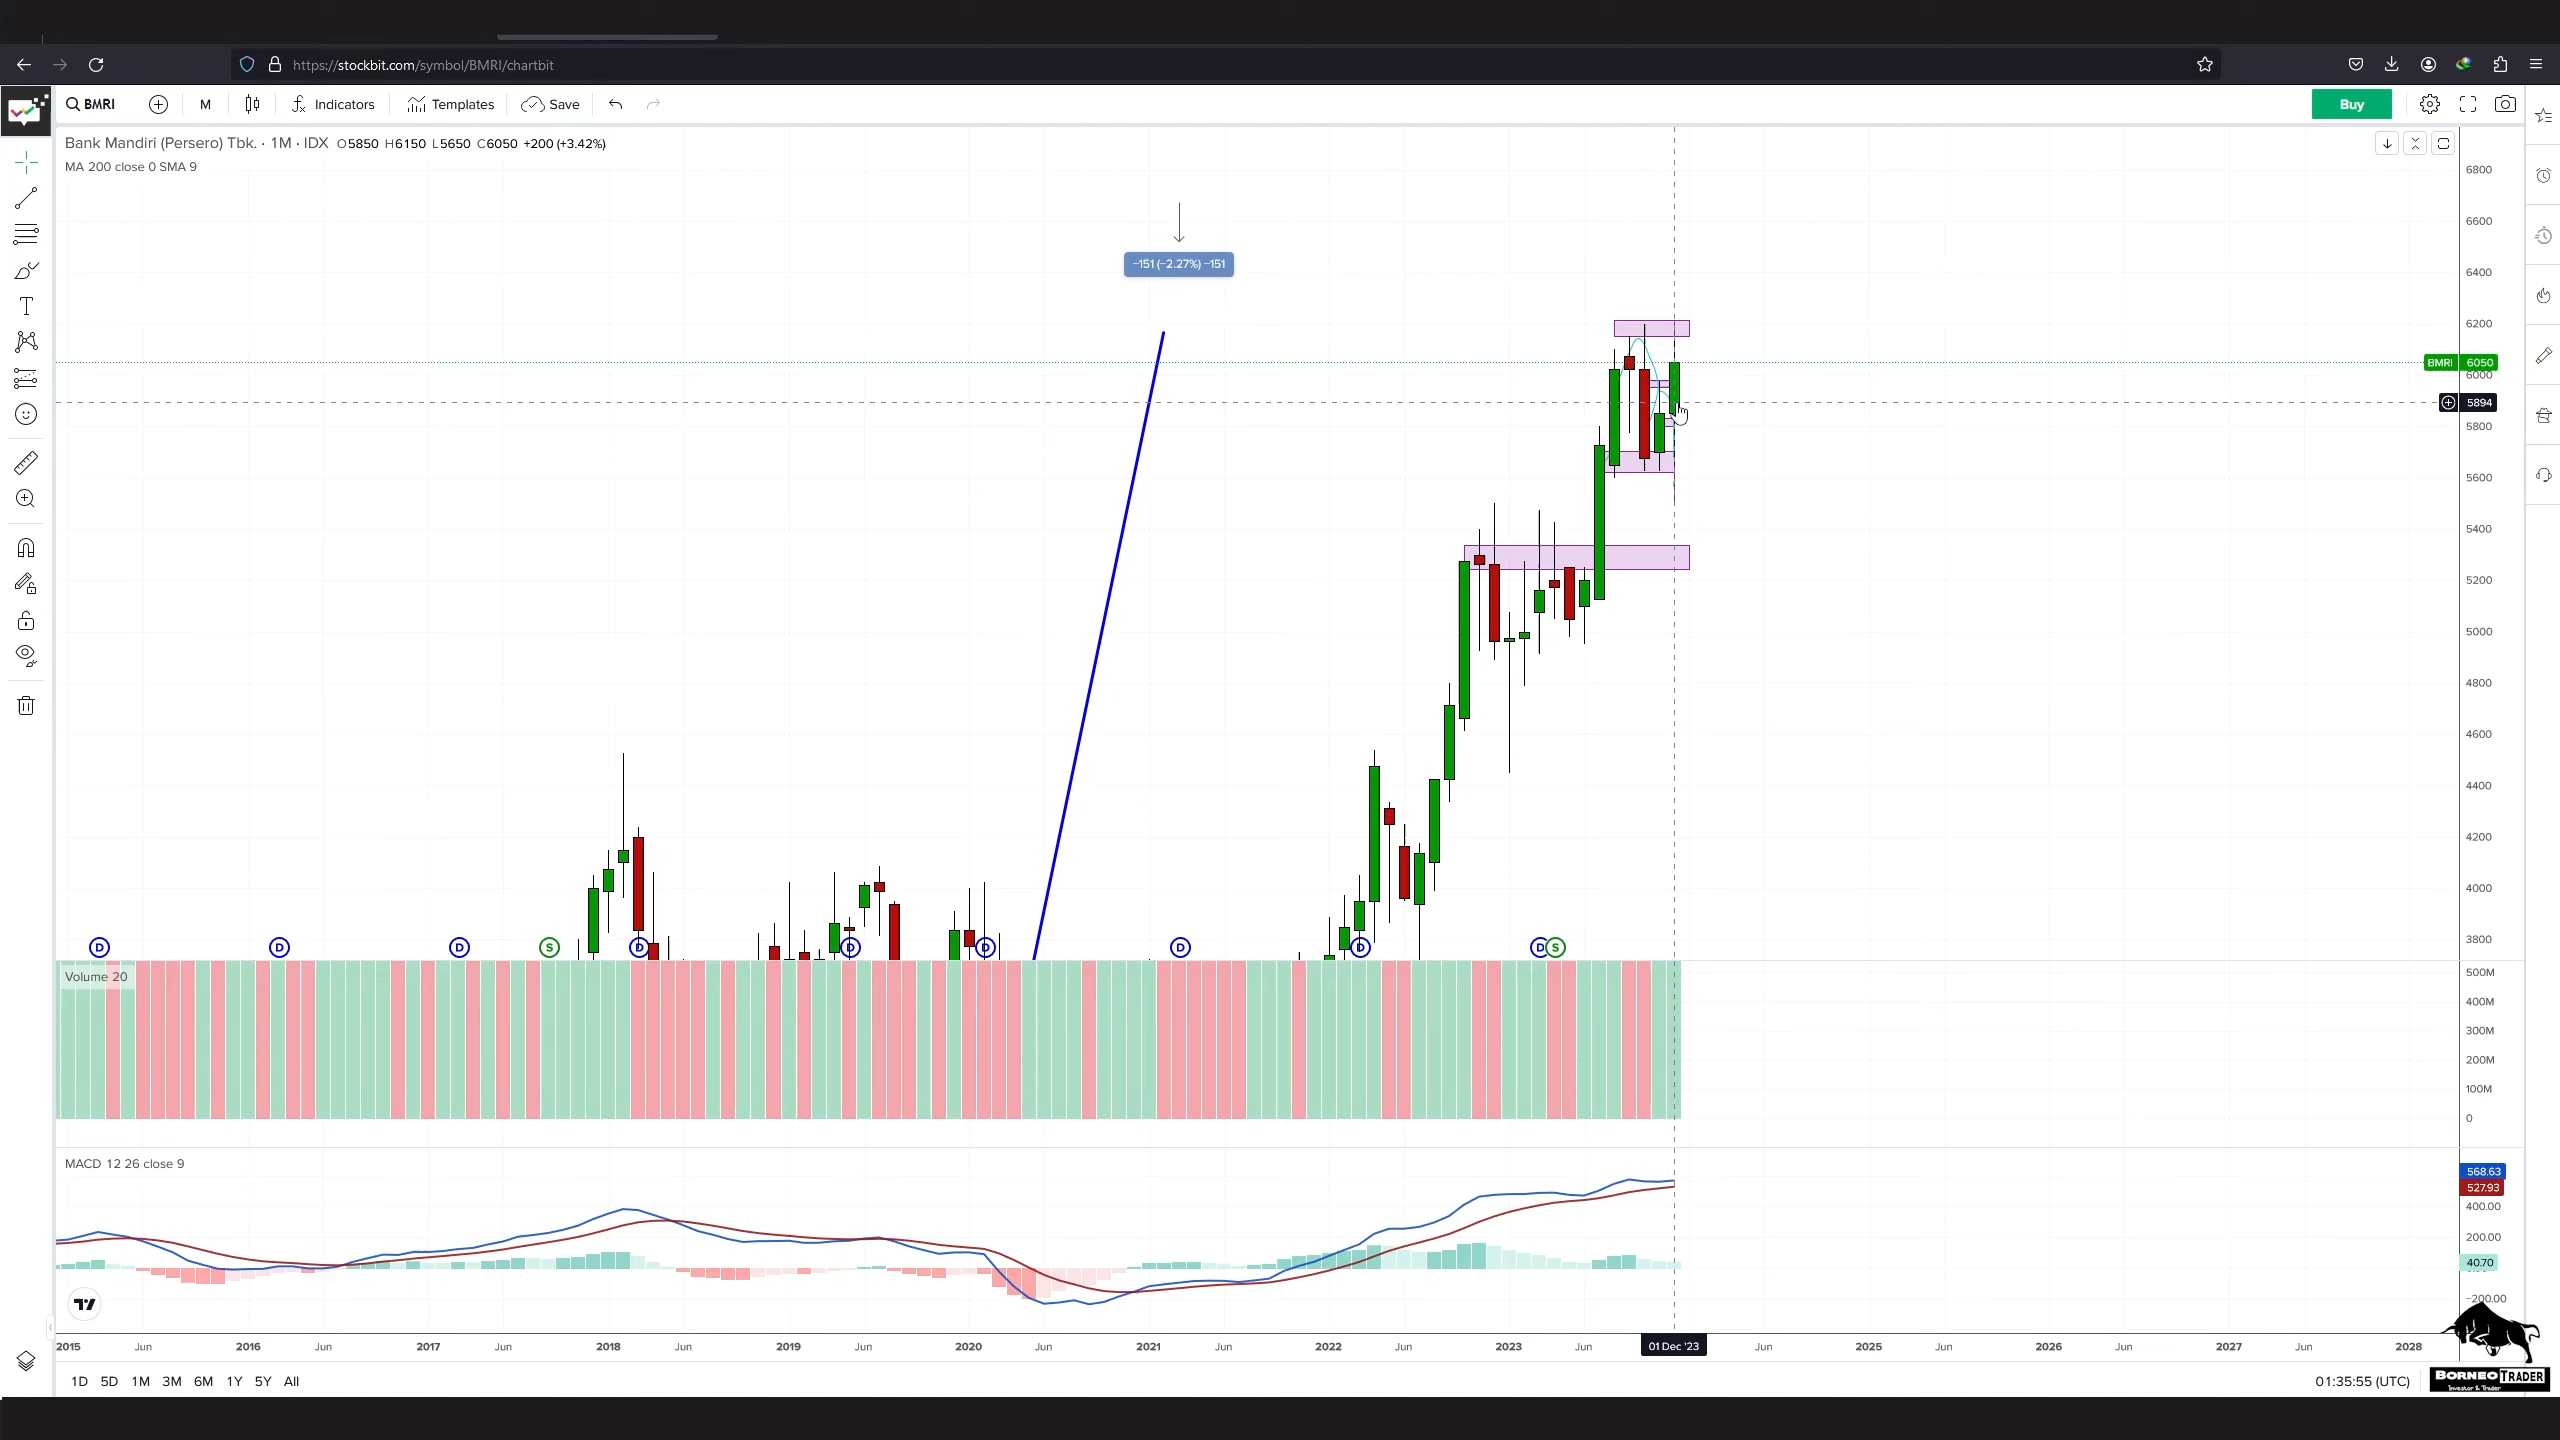 https://stockbit.com/symbol/BMRI/chartbit
BMRI M Indicators Templates Save Buy
Bank Mandiri (Persero) Tbk. · 1M · IDX O5850 H6150 L5650 C6050 +200 (+3.42%)
MA 200 close 0 SMA 9
−151 (−2.27%) −151
6800
6600
6400
6200
BMRI 6050
6000
5894
5800
5600
5400
5200
5000
4800
4600
4400
4200
4000
3800
D D D S D D D D D D S
Volume 20
500M
400M
300M
200M
100M
0
MACD 12 26 close 9
568.63
527.93
400.00
200.00
40.70
−200.00
2015 Jun 2016 Jun 2017 Jun 2018 Jun 2019 Jun 2020 Jun 2021 Jun 2022 Jun 2023 Jun 01 Dec '23 Jun 2025 Jun 2026 Jun 2027 Jun 2028
1D 5D 1M 3M 6M 1Y 5Y All
01:35:55 (UTC)
BORNEO TRADER
Investor & Trader